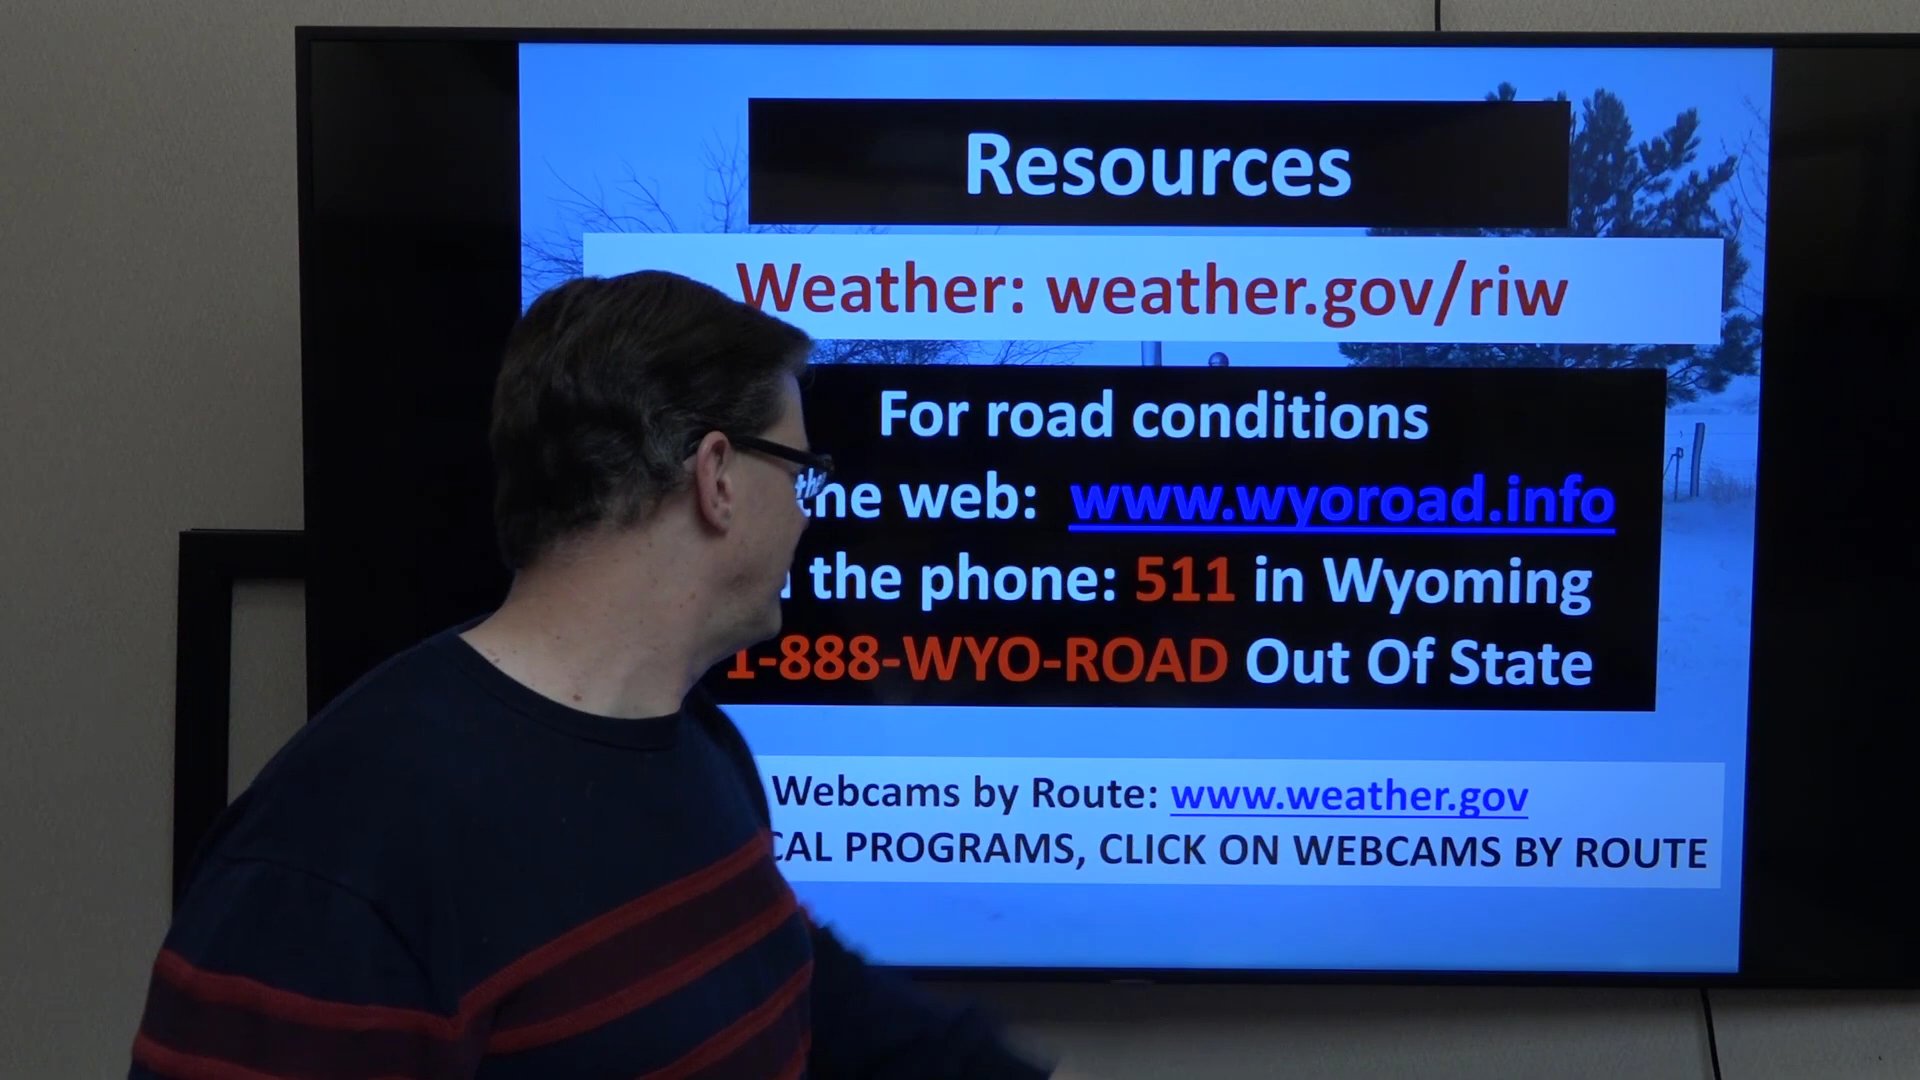 Resources
Weather: weather.gov/riw
For road conditions
the web: www.wyoroad.info
the phone: 511 in Wyoming
1-888-WYO-ROAD Out Of State
Webcams by Route: www.weather.gov
PROGRAMS, CLICK ON WEBCAMS BY ROUTE